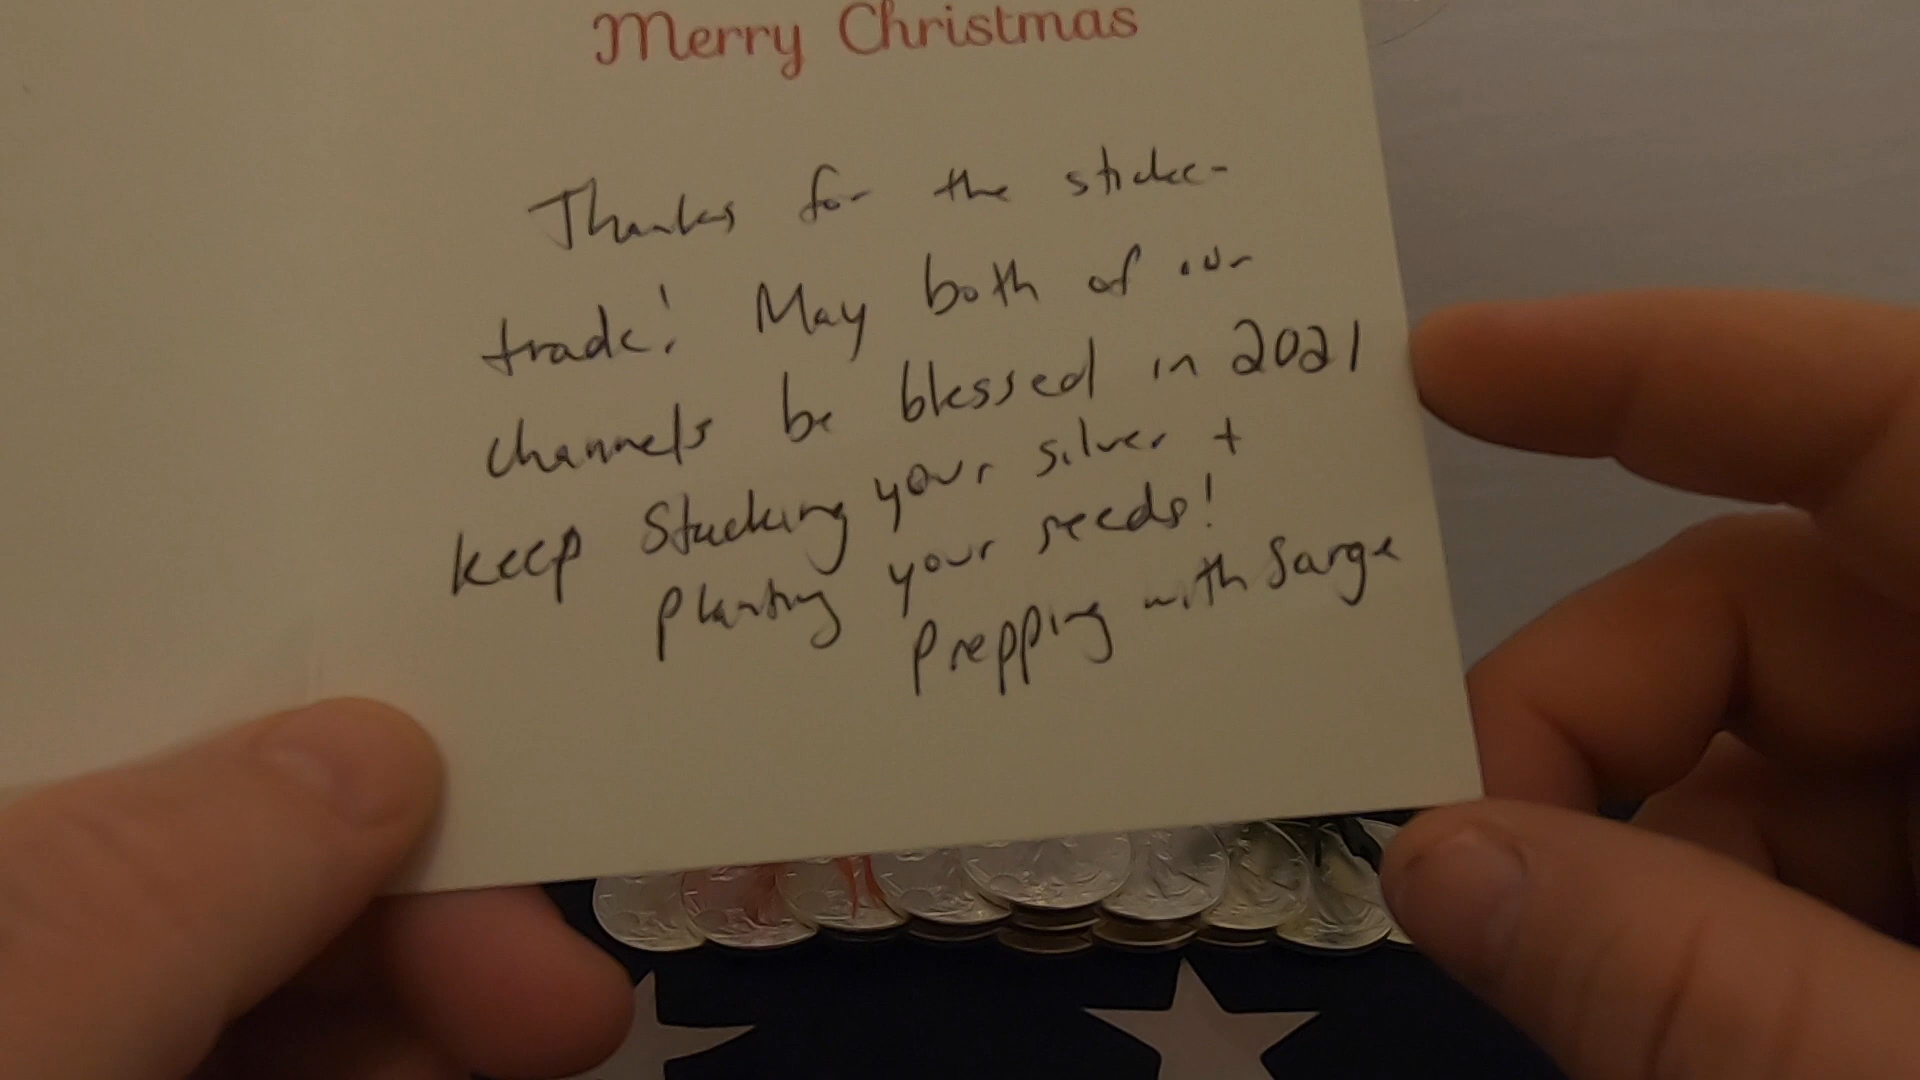 Merry Christmas
Thanks for the sticker
trade! May both of our
channels be blessed in 2021
keep Stacking your silver +
planting your seeds!
Prepping with Sarge